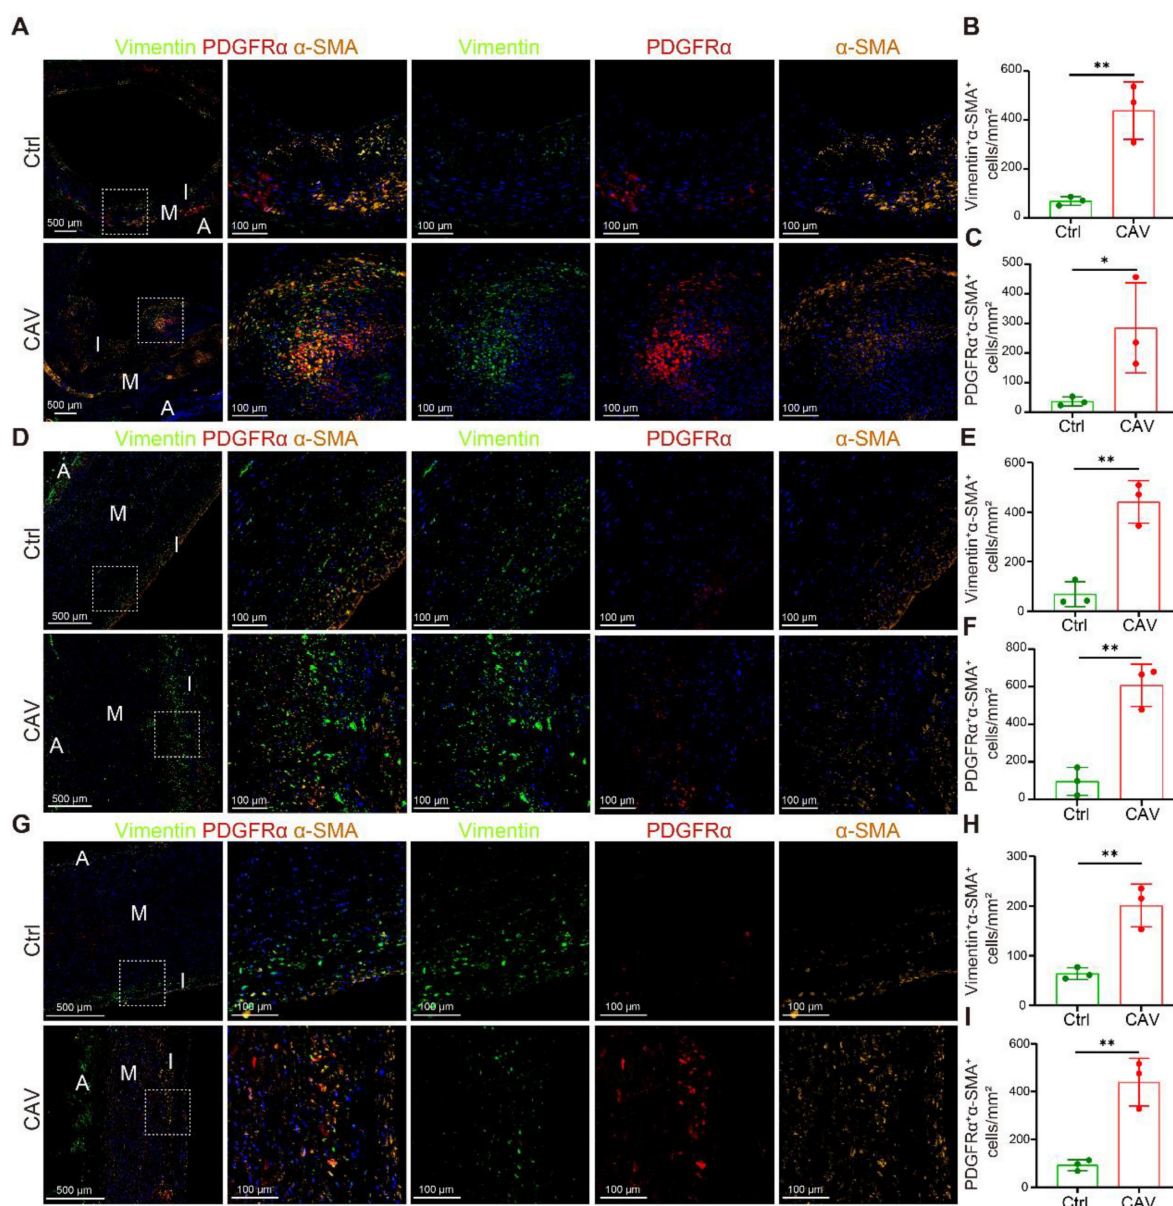 A
Vimentin PDGFRα α-SMA
Vimentin
PDGFRα
α-SMA
Ctrl
I
M
A
500 µm
100 µm
100 µm
100 µm
100 µm
CAV
I
M
A
500 µm
100 µm
100 µm
100 µm
100 µm
B
Vimentin⁺α-SMA⁺
cells/mm²
600
400
200
0
**
Ctrl
CAV
C
PDGFRα⁺α-SMA⁺
cells/mm²
500
400
300
200
100
0
*
Ctrl
CAV
D
Vimentin PDGFRα α-SMA
Vimentin
PDGFRα
α-SMA
Ctrl
A
M
I
500 µm
100 µm
100 µm
100 µm
100 µm
CAV
I
M
A
500 µm
100 µm
100 µm
100 µm
100 µm
E
Vimentin⁺α-SMA⁺
cells/mm²
600
400
200
0
**
Ctrl
CAV
F
PDGFRα⁺α-SMA⁺
cells/mm²
800
600
400
200
0
**
Ctrl
CAV
G
Vimentin PDGFRα α-SMA
Vimentin
PDGFRα
α-SMA
Ctrl
A
M
I
500 µm
100 µm
100 µm
100 µm
100 µm
CAV
I
M
A
500 µm
100 µm
100 µm
100 µm
100 µm
H
Vimentin⁺α-SMA⁺
cells/mm²
300
200
100
0
**
Ctrl
CAV
I
PDGFRα⁺α-SMA⁺
cells/mm²
600
400
200
0
**
Ctrl
CAV